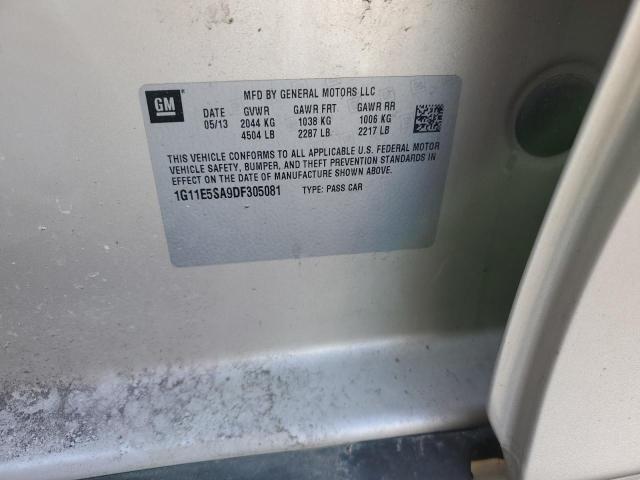 GM
MFD BY GENERAL MOTORS LLC
DATE GVWR GAWR FRT GAWR RR
05/13 2044 KG 1038 KG 1006 KG
4504 LB 2287 LB 2217 LB
THIS VEHICLE CONFORMS TO ALL APPLICABLE U.S. FEDERAL MOTOR
VEHICLE SAFETY, BUMPER, AND THEFT PREVENTION STANDARDS IN
EFFECT ON THE DATE OF MANUFACTURE SHOWN ABOVE.
1G11E5SA9DF305081 TYPE: PASS CAR